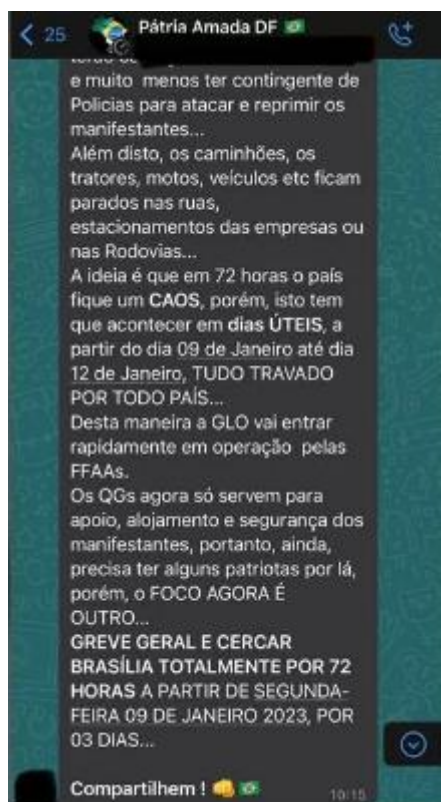 25
Pátria Amada DF 🇧🇷
e muito menos ter contingente de
Policias para atacar e reprimir os
manifestantes...
Além disto, os caminhões, os
tratores, motos, veículos etc ficam
parados nas ruas,
estacionamentos das empresas ou
nas Rodovias...
A ideia é que em 72 horas o país
fique um CAOS, porém, isto tem
que acontecer em dias ÚTEIS, a
partir do dia 09 de Janeiro até dia
12 de Janeiro, TUDO TRAVADO
POR TODO PAÍS...
Desta maneira a GLO vai entrar
rapidamente em operação pelas
FFAAs.
Os QGs agora só servem para
apoio, alojamento e segurança dos
manifestantes, portanto, ainda,
precisa ter alguns patriotas por lá,
porém, o FOCO AGORA É
OUTRO...
GREVE GERAL E CERCAR
BRASÍLIA TOTALMENTE POR 72
HORAS A PARTIR DE SEGUNDA-
FEIRA 09 DE JANEIRO 2023, POR
03 DIAS...
Compartilhem ! 👊🇧🇷
10:15